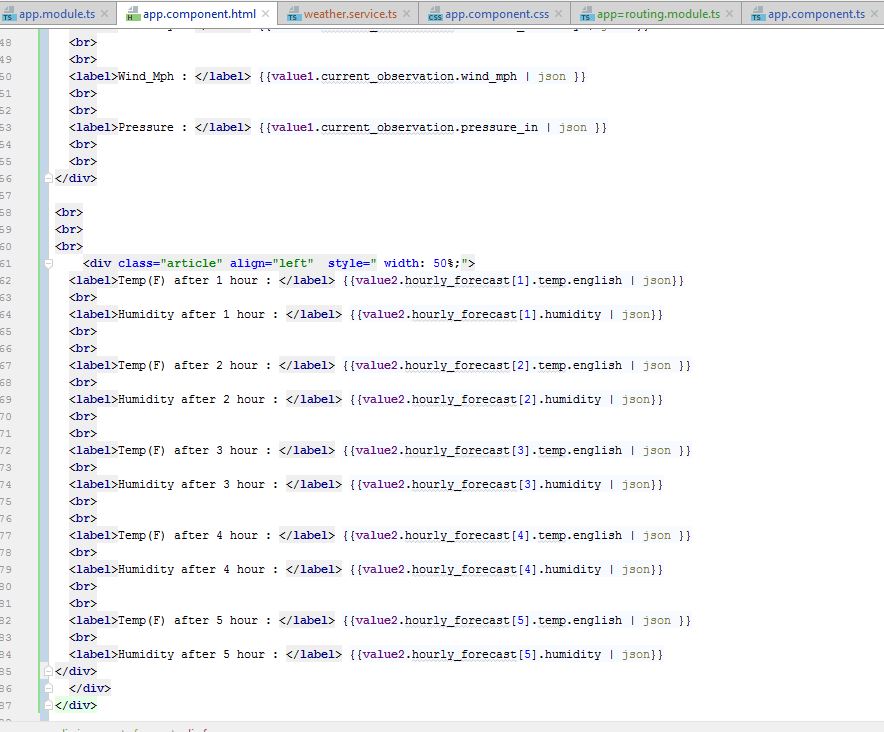 app.module.ts app.component.html weather.service.ts app.component.css app=routing.module.ts app.component.ts
48 <br>
49 <br>
50 <label>Wind_Mph : </label> {{value1.current_observation.wind_mph | json }}
51 <br>
52 <br>
53 <label>Pressure : </label> {{value1.current_observation.pressure_in | json }}
54 <br>
55 <br>
56 </div>
57
58 <br>
59 <br>
60 <br>
61 <div class="article" align="left"  style=" width: 50%;">
62 <label>Temp(F) after 1 hour : </label> {{value2.hourly_forecast[1].temp.english | json}}
63 <br>
64 <label>Humidity after 1 hour : </label> {{value2.hourly_forecast[1].humidity | json}}
65 <br>
66 <br>
67 <label>Temp(F) after 2 hour : </label> {{value2.hourly_forecast[2].temp.english | json }}
68 <br>
69 <label>Humidity after 2 hour : </label> {{value2.hourly_forecast[2].humidity | json}}
70 <br>
71 <br>
72 <label>Temp(F) after 3 hour : </label> {{value2.hourly_forecast[3].temp.english | json }}
73 <br>
74 <label>Humidity after 3 hour : </label> {{value2.hourly_forecast[3].humidity | json}}
75 <br>
76 <br>
77 <label>Temp(F) after 4 hour : </label> {{value2.hourly_forecast[4].temp.english | json }}
78 <br>
79 <label>Humidity after 4 hour : </label> {{value2.hourly_forecast[4].humidity | json}}
80 <br>
81 <br>
82 <label>Temp(F) after 5 hour : </label> {{value2.hourly_forecast[5].temp.english | json }}
83 <br>
84 <label>Humidity after 5 hour : </label> {{value2.hourly_forecast[5].humidity | json}}
85 </div>
86 </div>
87 </div>